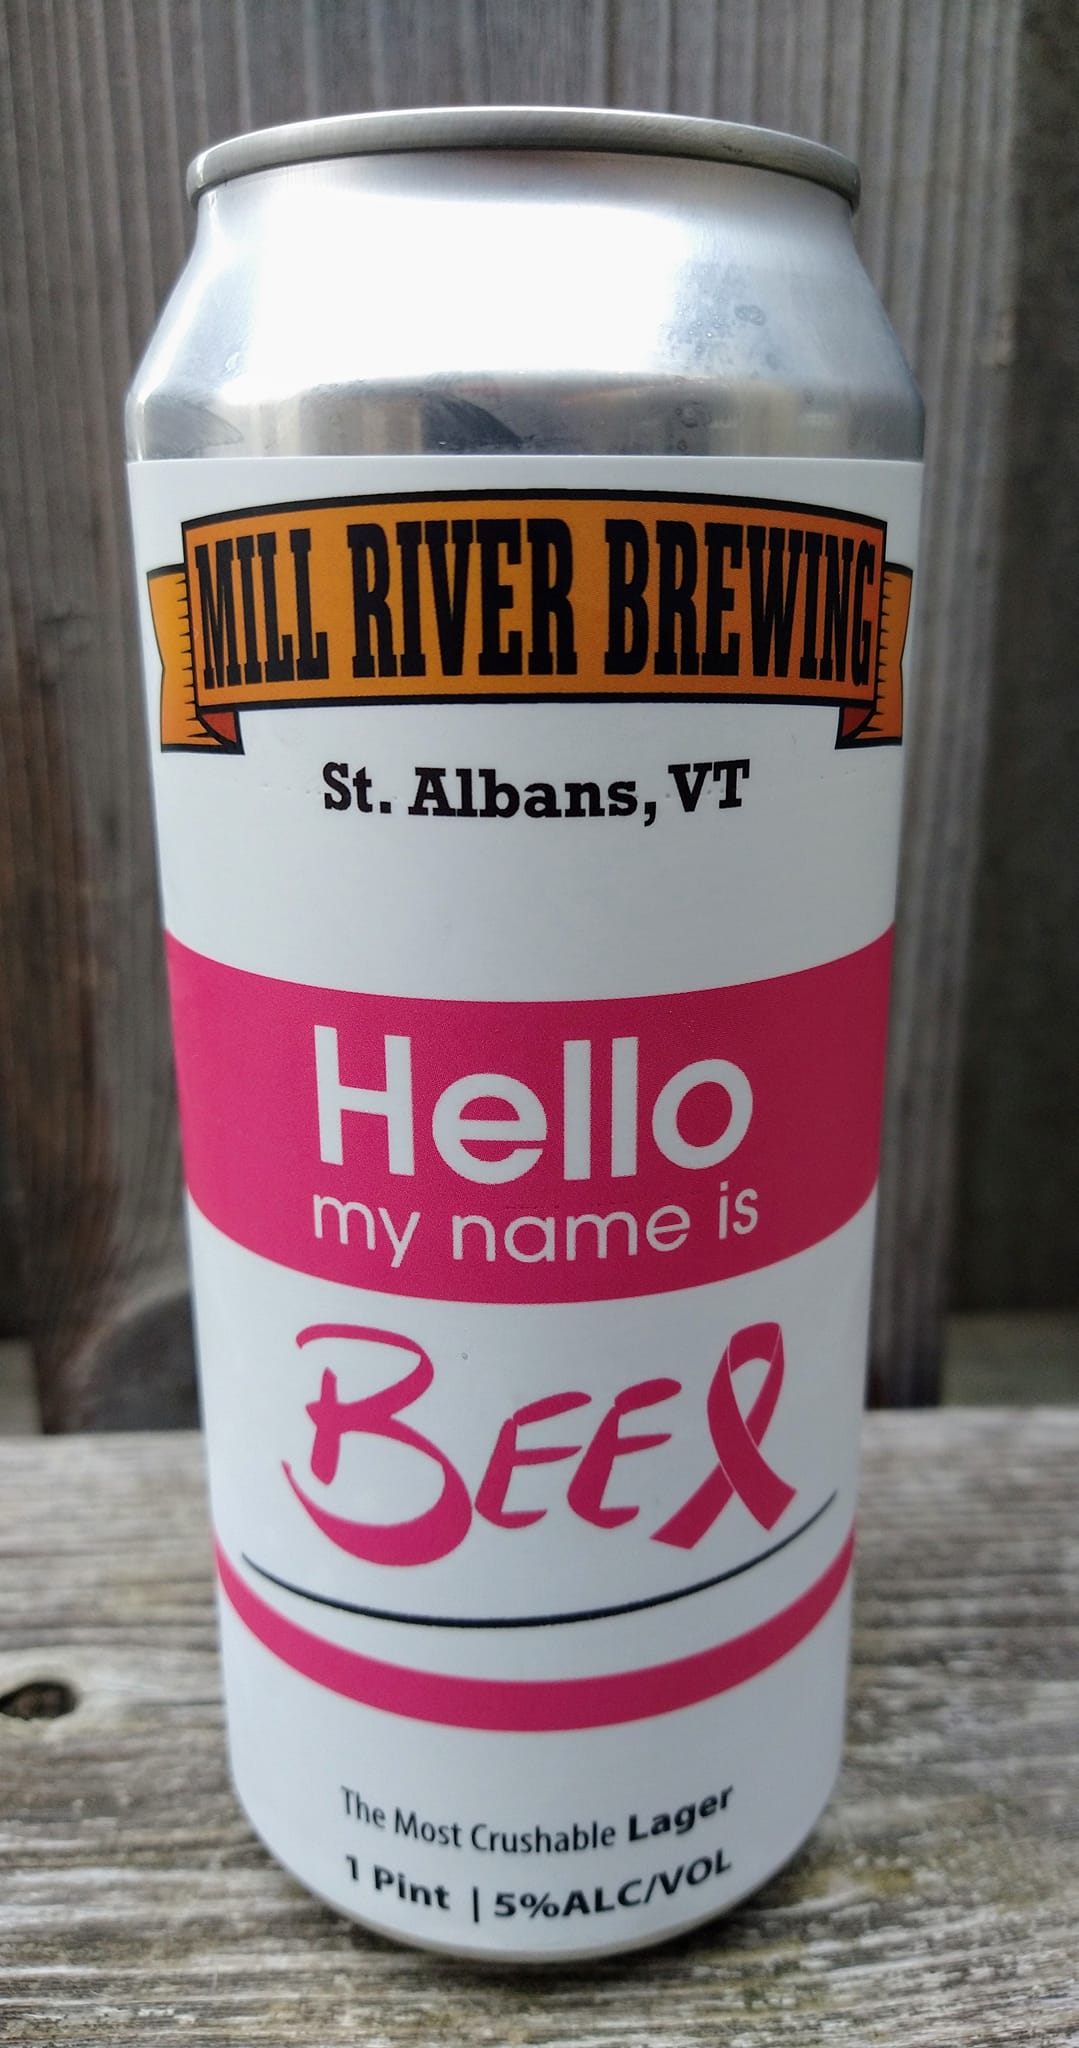 MILL RIVER BREWING
St. Albans, VT
Hello
my name is
BEER
The Most Crushable Lager
1 Pint | 5%ALC/VOL